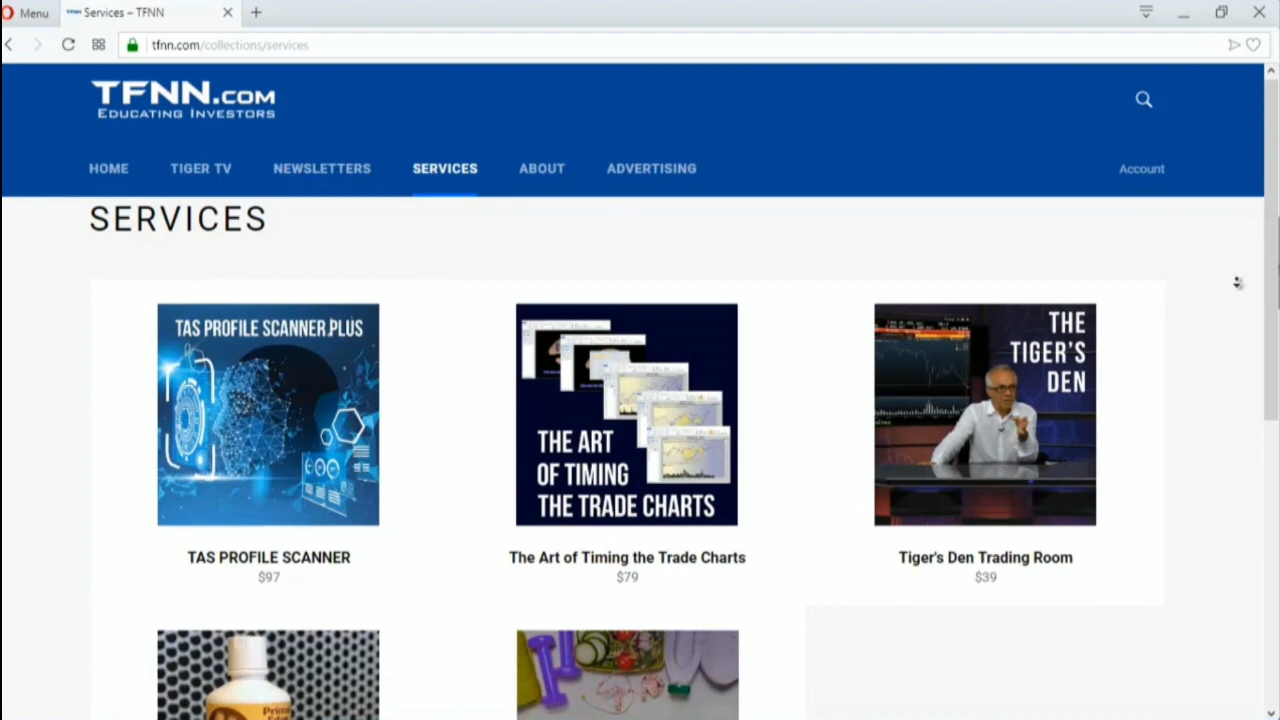 Menu
Services – TFNN
tfnn.com/collections/services
TFNN.COM
EDUCATING INVESTORS
HOME
TIGER TV
NEWSLETTERS
SERVICES
ABOUT
ADVERTISING
Account
SERVICES
TAS PROFILE SCANNER PLUS
THE ART
OF TIMING
THE TRADE CHARTS
THE
TIGER'S
DEN
TAS PROFILE SCANNER
$97
The Art of Timing the Trade Charts
$79
Tiger's Den Trading Room
$39